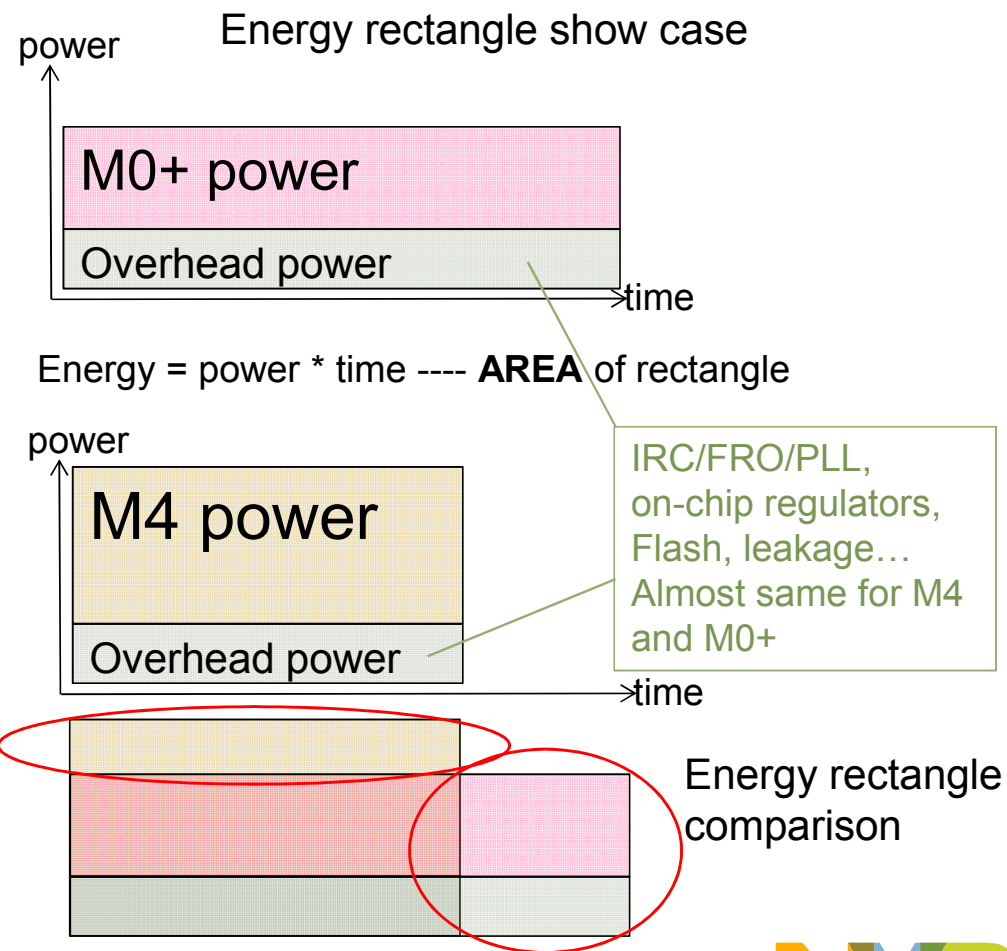 Energy rectangle show case
power
M0+ power
Overhead power
time
Energy = power * time ---- AREA of rectangle
power
M4 power
Overhead power
time
IRC/FRO/PLL,
on-chip regulators,
Flash, leakage…
Almost same for M4
and M0+
Energy rectangle
comparison